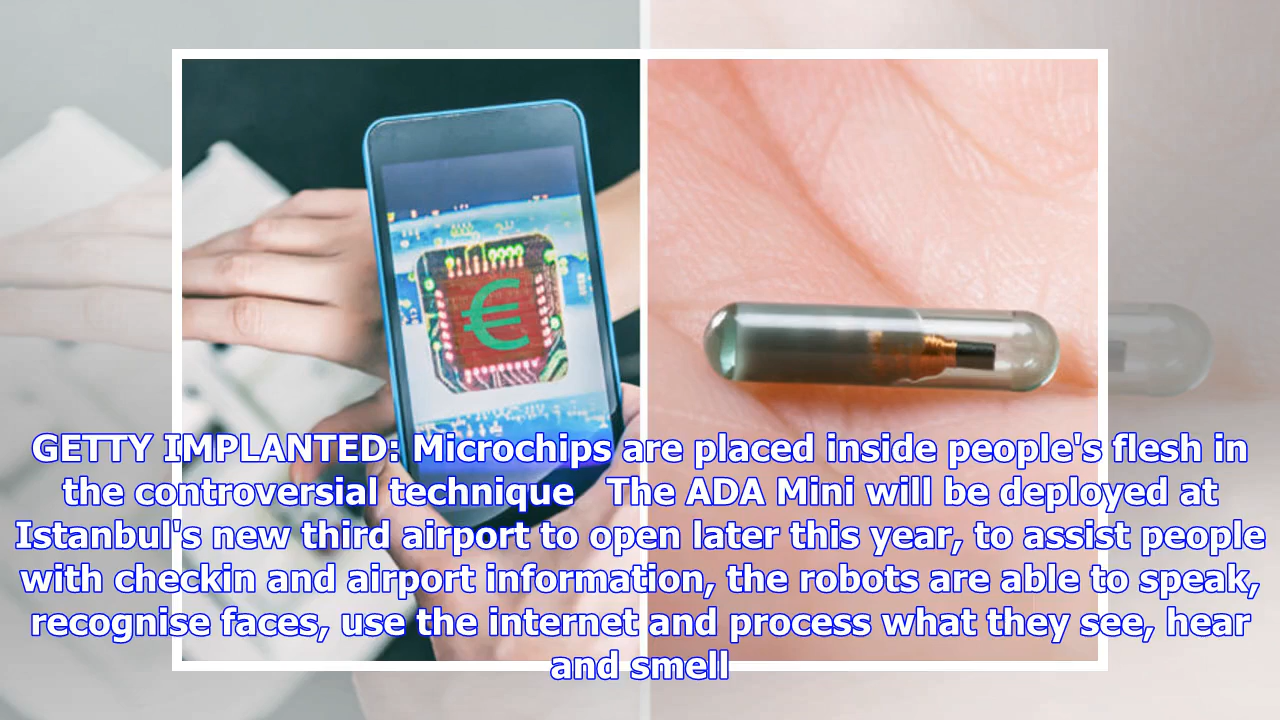 €
GETTY IMPLANTED: Microchips are placed inside people's flesh in
the controversial technique   The ADA Mini will be deployed at
Istanbul's new third airport to open later this year, to assist people
with checkin and airport information, the robots are able to speak,
recognise faces, use the internet and process what they see, hear
and smell